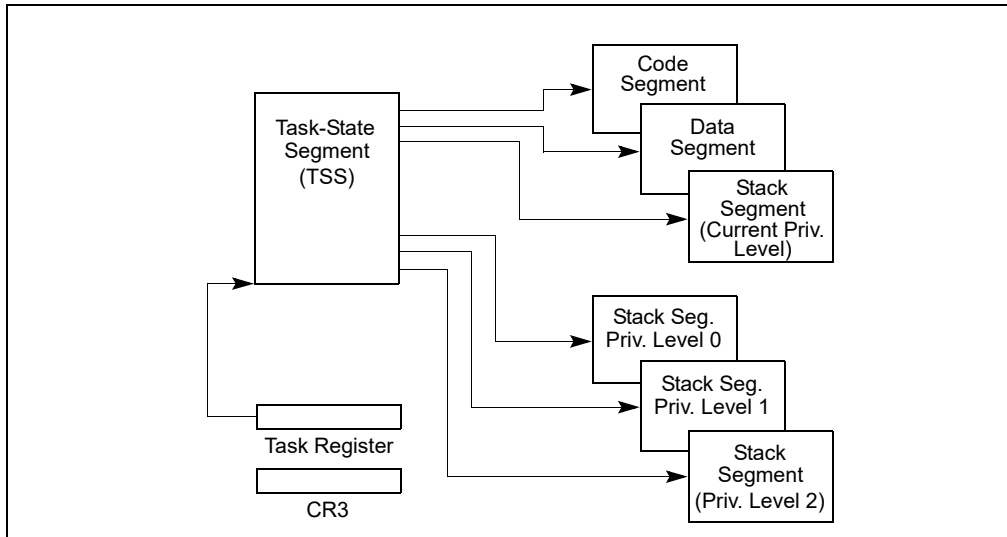 Code
Segment
Task-State
Segment
(TSS)
Data
Segment
Stack
Segment
(Current Priv.
Level)
Stack Seg.
Priv. Level 0
Stack Seg.
Priv. Level 1
Task Register
Stack
Segment
(Priv. Level 2)
CR3